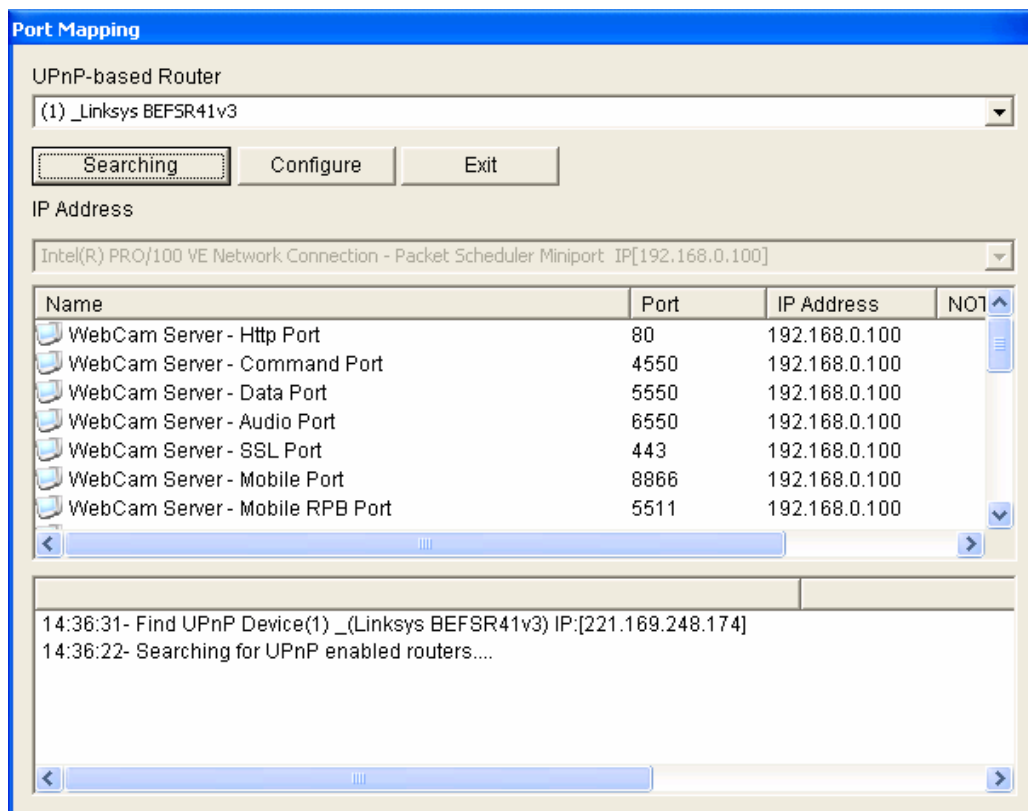 Port Mapping
UPnP-based Router
(1) _Linksys BEFSR41v3
Searching Configure Exit
IP Address
Intel(R) PRO/100 VE Network Connection - Packet Scheduler Miniport IP[192.168.0.100]
Name Port IP Address NOT
WebCam Server - Http Port 80 192.168.0.100
WebCam Server - Command Port 4550 192.168.0.100
WebCam Server - Data Port 5550 192.168.0.100
WebCam Server - Audio Port 6550 192.168.0.100
WebCam Server - SSL Port 443 192.168.0.100
WebCam Server - Mobile Port 8866 192.168.0.100
WebCam Server - Mobile RPB Port 5511 192.168.0.100
14:36:31- Find UPnP Device(1) _(Linksys BEFSR41v3) IP:[221.169.248.174]
14:36:22- Searching for UPnP enabled routers....